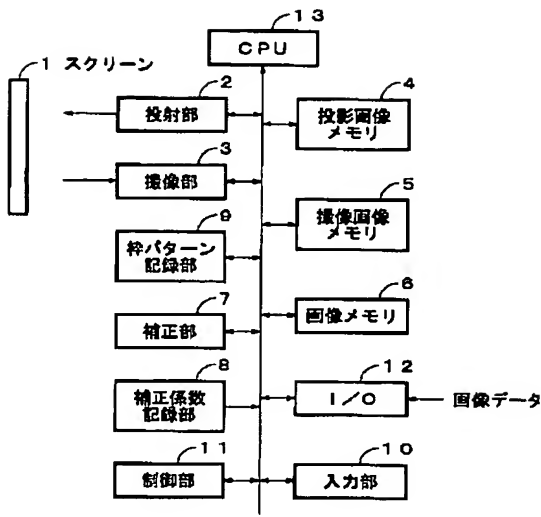 13
CPU
1 スクリーン
2
投射部
4
投影画像
メモリ
3
撮像部
5
撮像画像
メモリ
9
枠パターン
記録部
6
画像メモリ
7
補正部
8
補正係数
記録部
12
I/O
画像データ
11
制御部
10
入力部